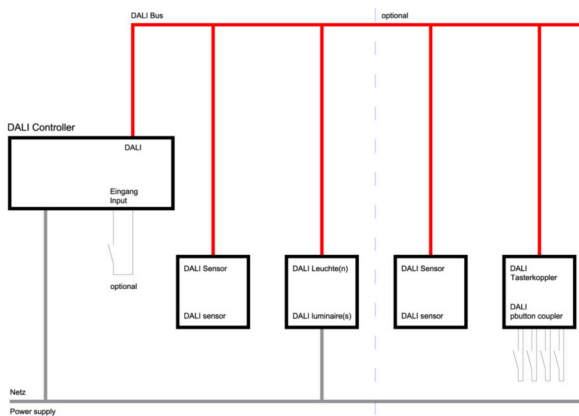 DALI Bus
optional
DALI Controller
DALI
Eingang
Input
optional
DALI Sensor
DALI sensor
DALI Leuchte(n)
DALI luminaire(s)
DALI Sensor
DALI sensor
DALI
Tasterkoppler
DALI
pbutton coupler
Netz
Power supply